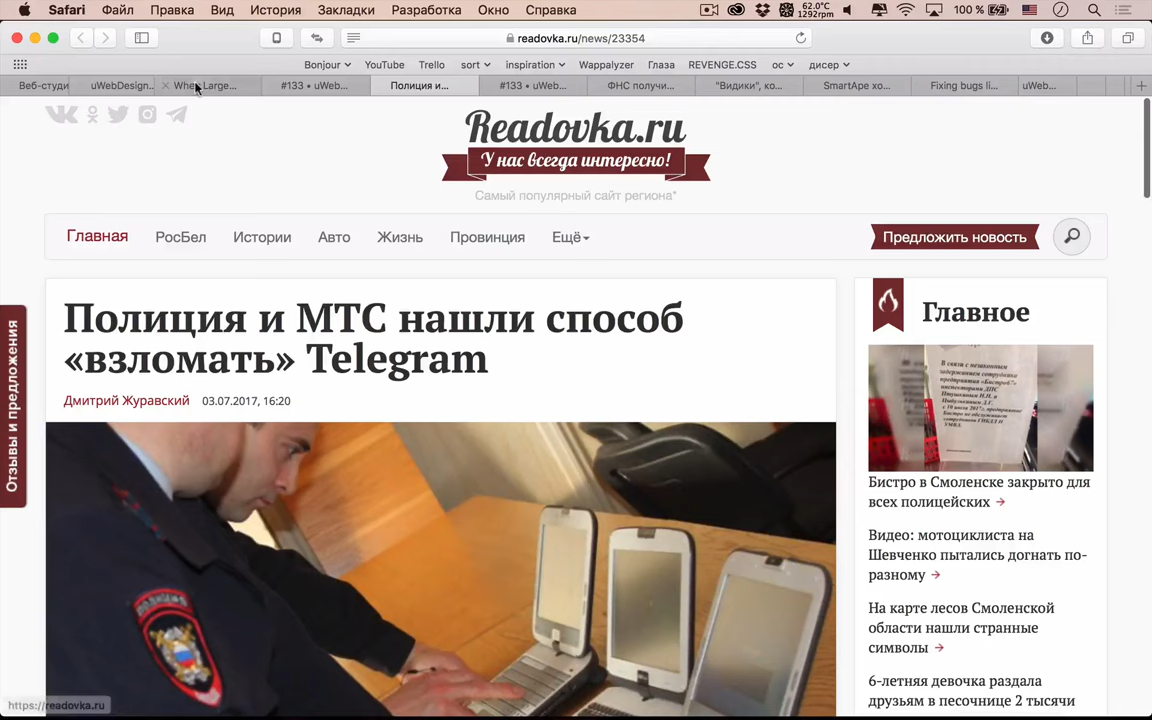 Safari Файл Правка Вид История Закладки Разработка Окно Справка 62.0°C 1292rpm 100 %
readovka.ru/news/23354
Bonjour YouTube Trello sort inspiration Wappalyzer Глаза REVENGE.CSS ос дисер
Веб-студи uWebDesign... Whe Large... #133 • uWeb... Полиция и... #133 • uWeb... ФНС получи... "Видики", ко... SmartApe хо... Fixing bugs li... uWeb...
Readovka.ru
У нас всегда интересно!
Самый популярный сайт региона*
Главная РосБел Истории Авто Жизнь Провинция Ещё Предложить новость
Отзывы и предложения
Полиция и МТС нашли способ
«взломать» Telegram
Дмитрий Журавский 03.07.2017, 16:20
Главное
Бистро в Смоленске закрыто для
всех полицейских →
Видео: мотоциклиста на
Шевченко пытались догнать по-
разному →
На карте лесов Смоленской
области нашли странные
символы →
6-летняя девочка раздала
друзьям в песочнице 2 тысячи
https://readovka.ru